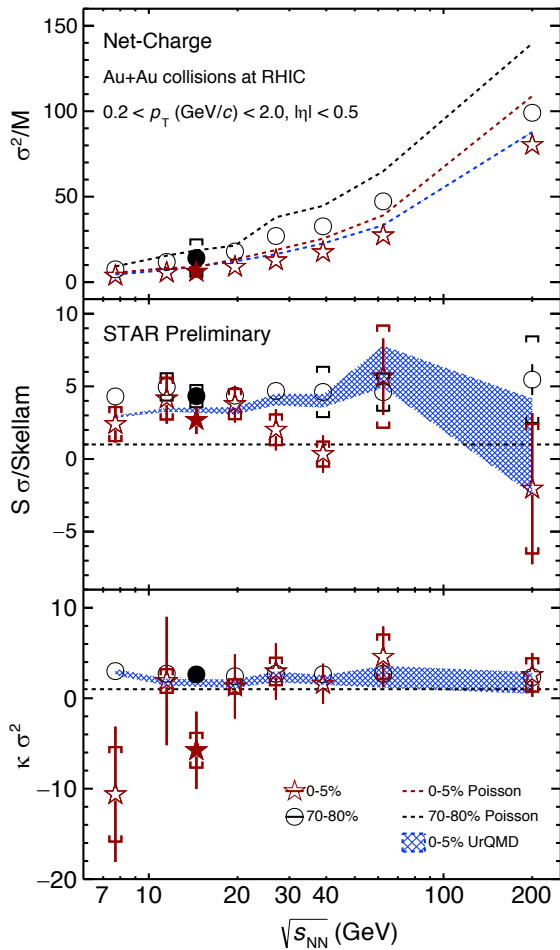 150
Net-Charge
Au+Au collisions at RHIC
0.2 < p_T (GeV/c) < 2.0, |η| < 0.5
100
σ²/M
50
0
10
STAR Preliminary
5
S σ/Skellam
0
−5
10
0
κ σ²
−10
0-5%
0-5% Poisson
70-80%
70-80% Poisson
0-5% UrQMD
−20
7 10 20 30 40 100 200
√s_NN (GeV)